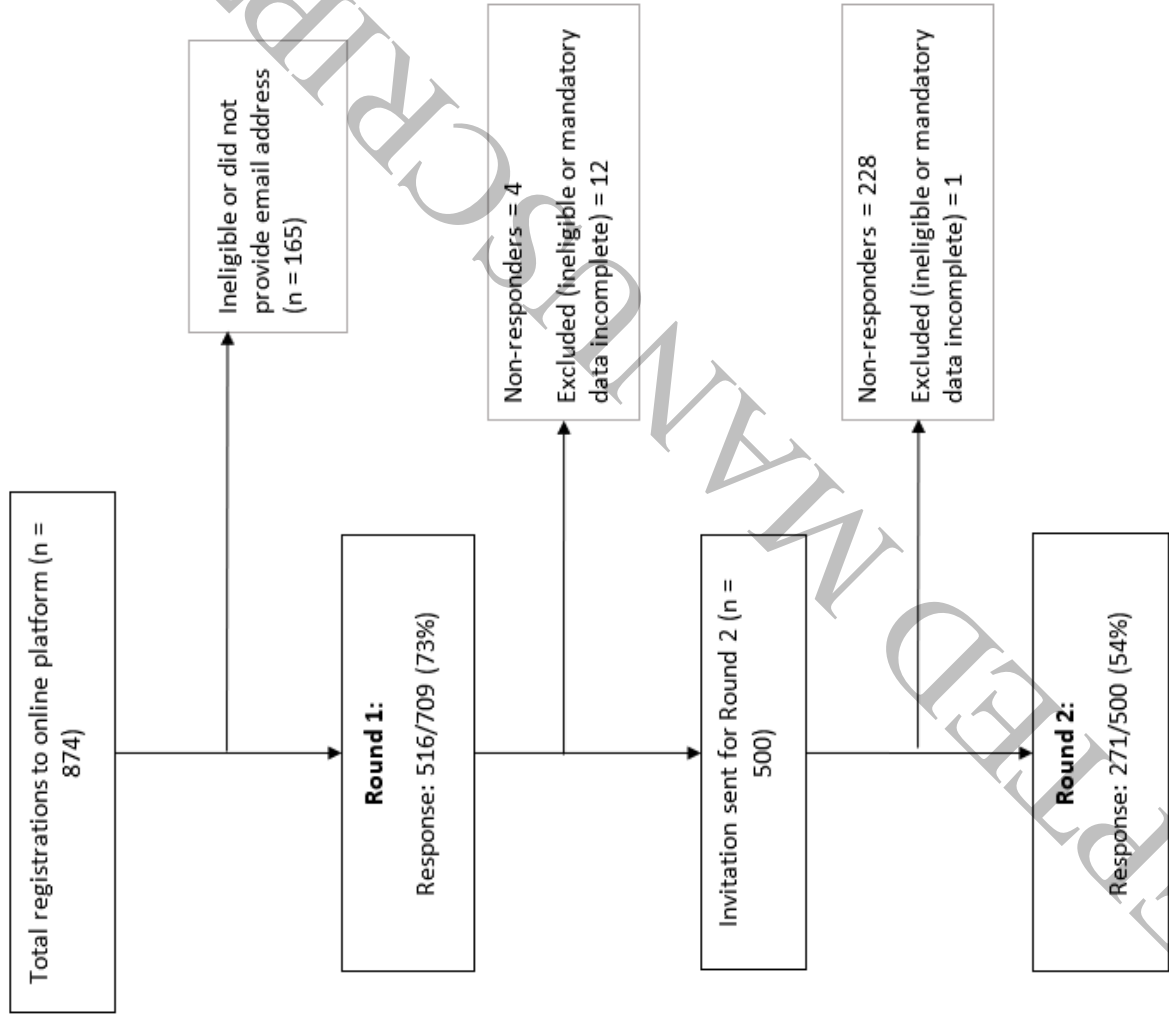 Total registrations to online platform (n =
874)
Ineligible or did not
provide email address
(n = 165)
Round 1:
Response: 516/709 (73%)
Non-responders = 4
Excluded (ineligible or mandatory
data incomplete) = 12
Invitation sent for Round 2 (n =
500)
Non-responders = 228
Excluded (ineligible or mandatory
data incomplete) = 1
Round 2:
Response: 271/500 (54%)
EPTED MANUSCRIP